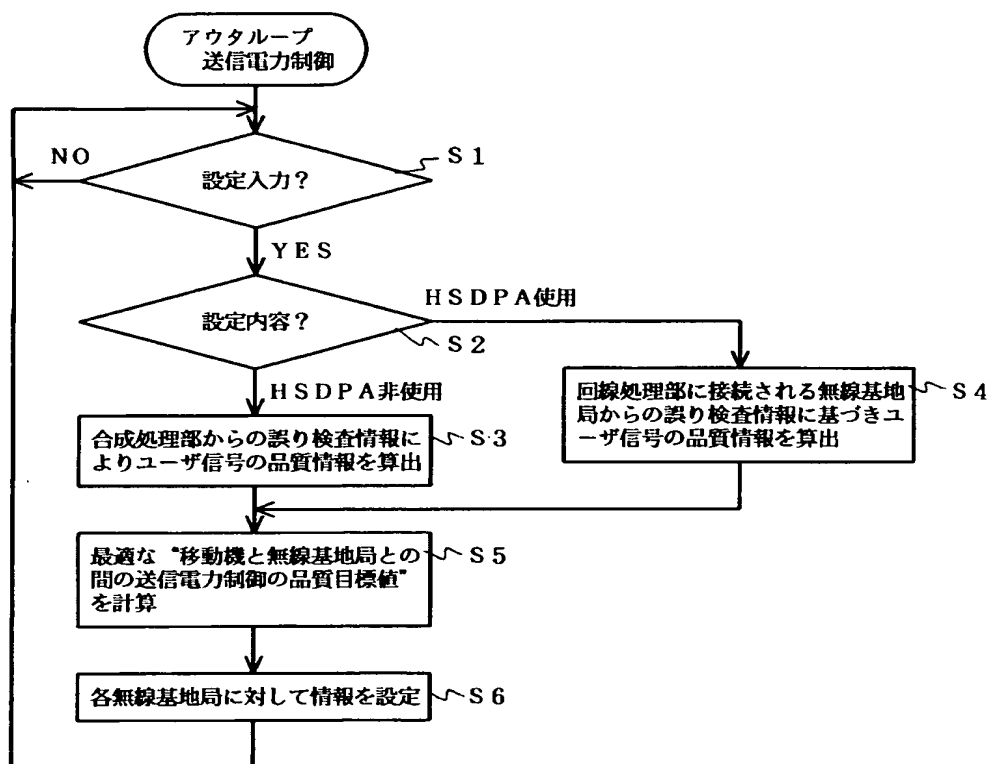 アウタループ
送信電力制御
NO
設定入力?
S1
YES
設定内容?
HSDPA使用
S2
HSDPA非使用
合成処理部からの誤り検査情報に
よりユーザ信号の品質情報を算出
S3
回線処理部に接続される無線基地
局からの誤り検査情報に基づきユ
ーザ信号の品質情報を算出
S4
最適な“移動機と無線基地局との
間の送信電力制御の品質目標値”
を計算
S5
各無線基地局に対して情報を設定
S6